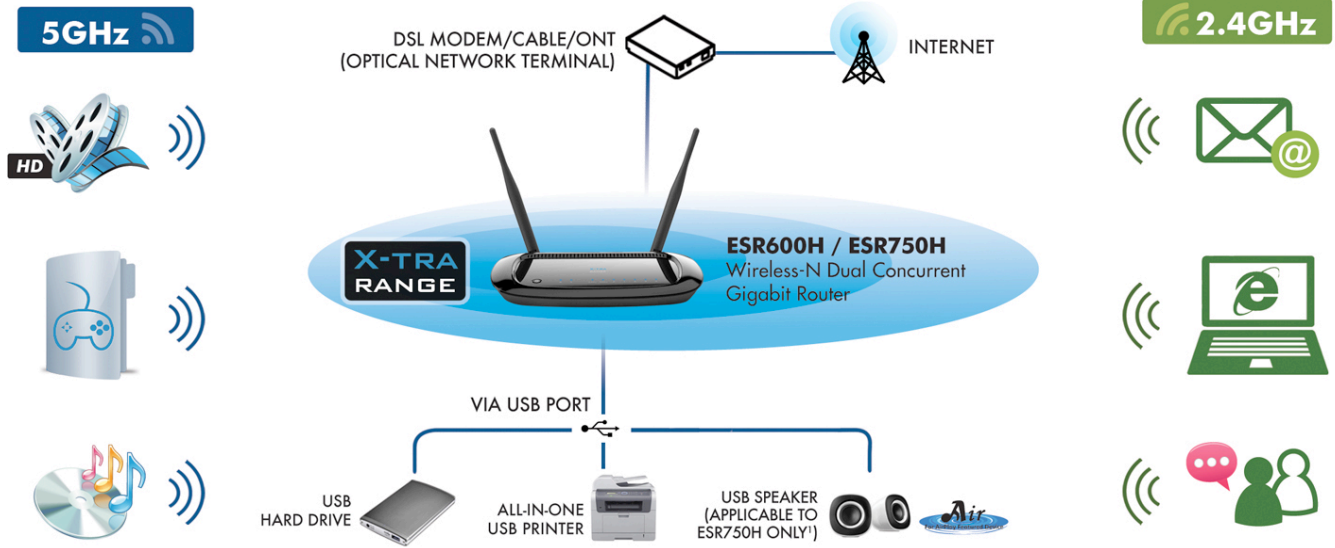 5GHz
2.4GHz
DSL MODEM/CABLE/ONT
(OPTICAL NETWORK TERMINAL)
INTERNET
HD
@
X-TRA
RANGE
ESR600H / ESR750H
Wireless-N Dual Concurrent
Gigabit Router
e
VIA USB PORT
USB
HARD DRIVE
ALL-IN-ONE
USB PRINTER
USB SPEAKER
(APPLICABLE TO
ESR750H ONLY¹)
Air